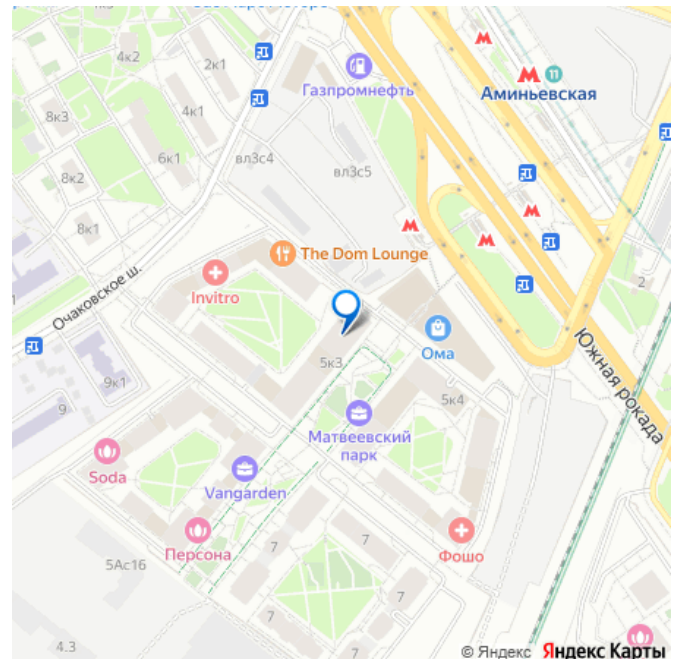 4к2
2к1
8к3
4к1
Газпромнефть
11
Аминьевская
6к1
вл3с4
вл3с5
8к2
8к1
The Dom Lounge
Invitro
Очаковское ш.
2
Ома
5к3
Южная рокада
9к1
9
5к4
Матвеевский
парк
Soda
Vangarden
Персона
Фошо
7
7
7
5Ас16
7
7
4.3
© Яндекс Яндекс Карты